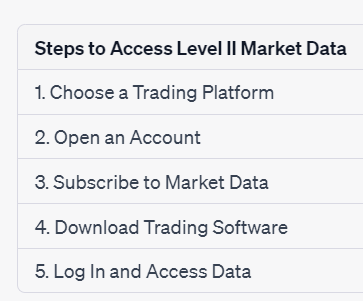 Steps to Access Level II Market Data
1. Choose a Trading Platform
2. Open an Account
3. Subscribe to Market Data
4. Download Trading Software
5. Log In and Access Data